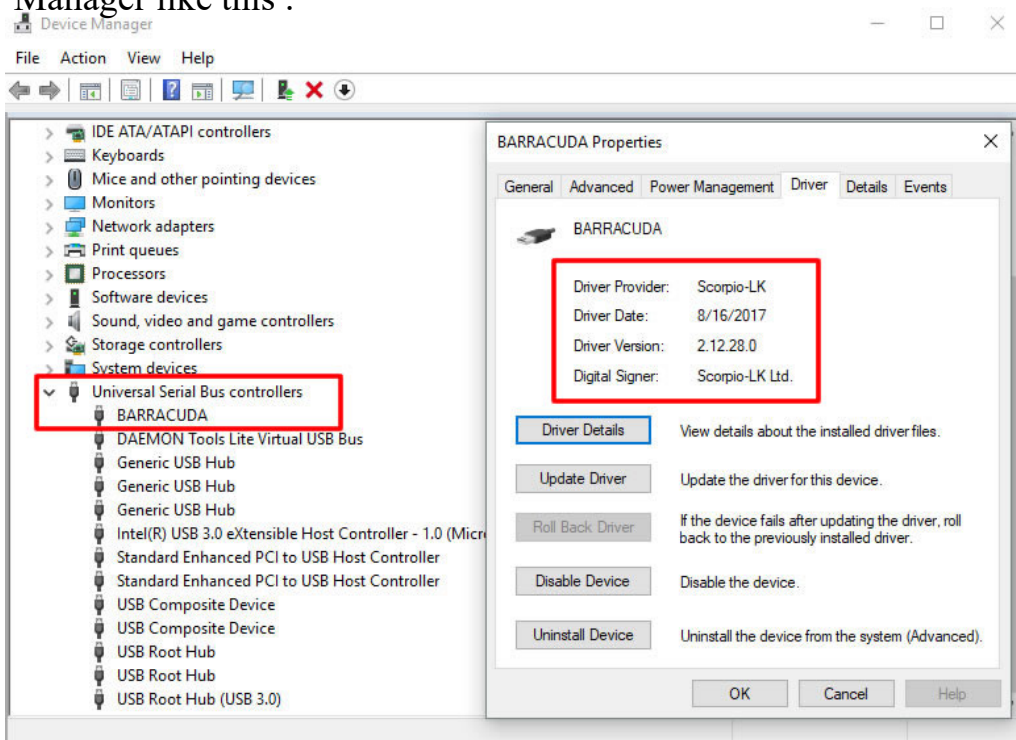 Manager like this :
Device Manager
File Action View Help
IDE ATA/ATAPI controllers
Keyboards
Mice and other pointing devices
Monitors
Network adapters
Print queues
Processors
Software devices
Sound, video and game controllers
Storage controllers
System devices
Universal Serial Bus controllers
BARRACUDA
DAEMON Tools Lite Virtual USB Bus
Generic USB Hub
Generic USB Hub
Generic USB Hub
Intel(R) USB 3.0 eXtensible Host Controller - 1.0 (Micr
Standard Enhanced PCI to USB Host Controller
Standard Enhanced PCI to USB Host Controller
USB Composite Device
USB Composite Device
USB Root Hub
USB Root Hub
USB Root Hub (USB 3.0)
BARRACUDA Properties
General Advanced Power Management Driver Details Events
BARRACUDA
Driver Provider: Scorpio-LK
Driver Date: 8/16/2017
Driver Version: 2.12.28.0
Digital Signer: Scorpio-LK Ltd.
Driver Details View details about the installed driver files.
Update Driver Update the driver for this device.
Roll Back Driver If the device fails after updating the driver, roll
back to the previously installed driver.
Disable Device Disable the device.
Uninstall Device Uninstall the device from the system (Advanced).
OK Cancel Help